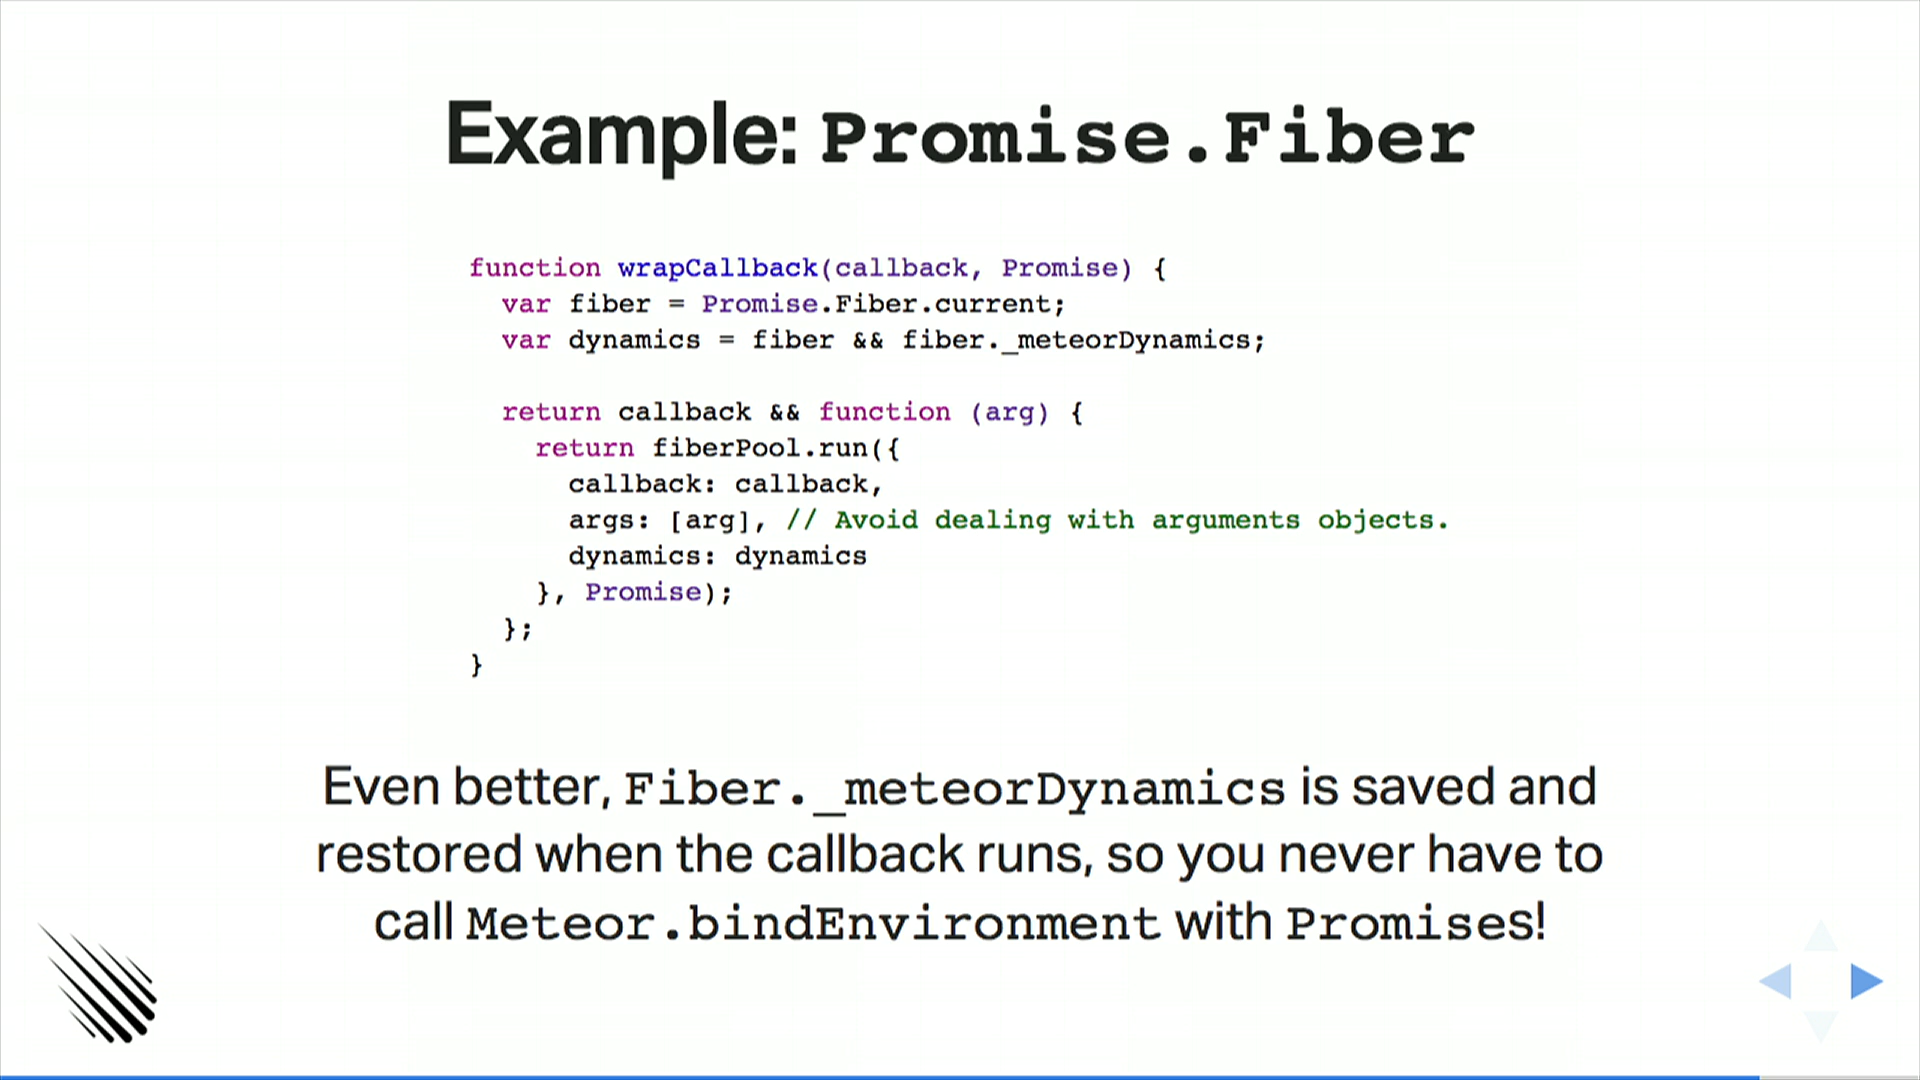 Example: Promise.Fiber
function wrapCallback(callback, Promise) {
  var fiber = Promise.Fiber.current;
  var dynamics = fiber && fiber._meteorDynamics;
  return callback && function (arg) {
    return fiberPool.run({
      callback: callback,
      args: [arg], // Avoid dealing with arguments objects.
      dynamics: dynamics
    }, Promise);
  };
}
Even better, Fiber._meteorDynamics is saved and
restored when the callback runs, so you never have to
call Meteor.bindEnvironment with Promises!